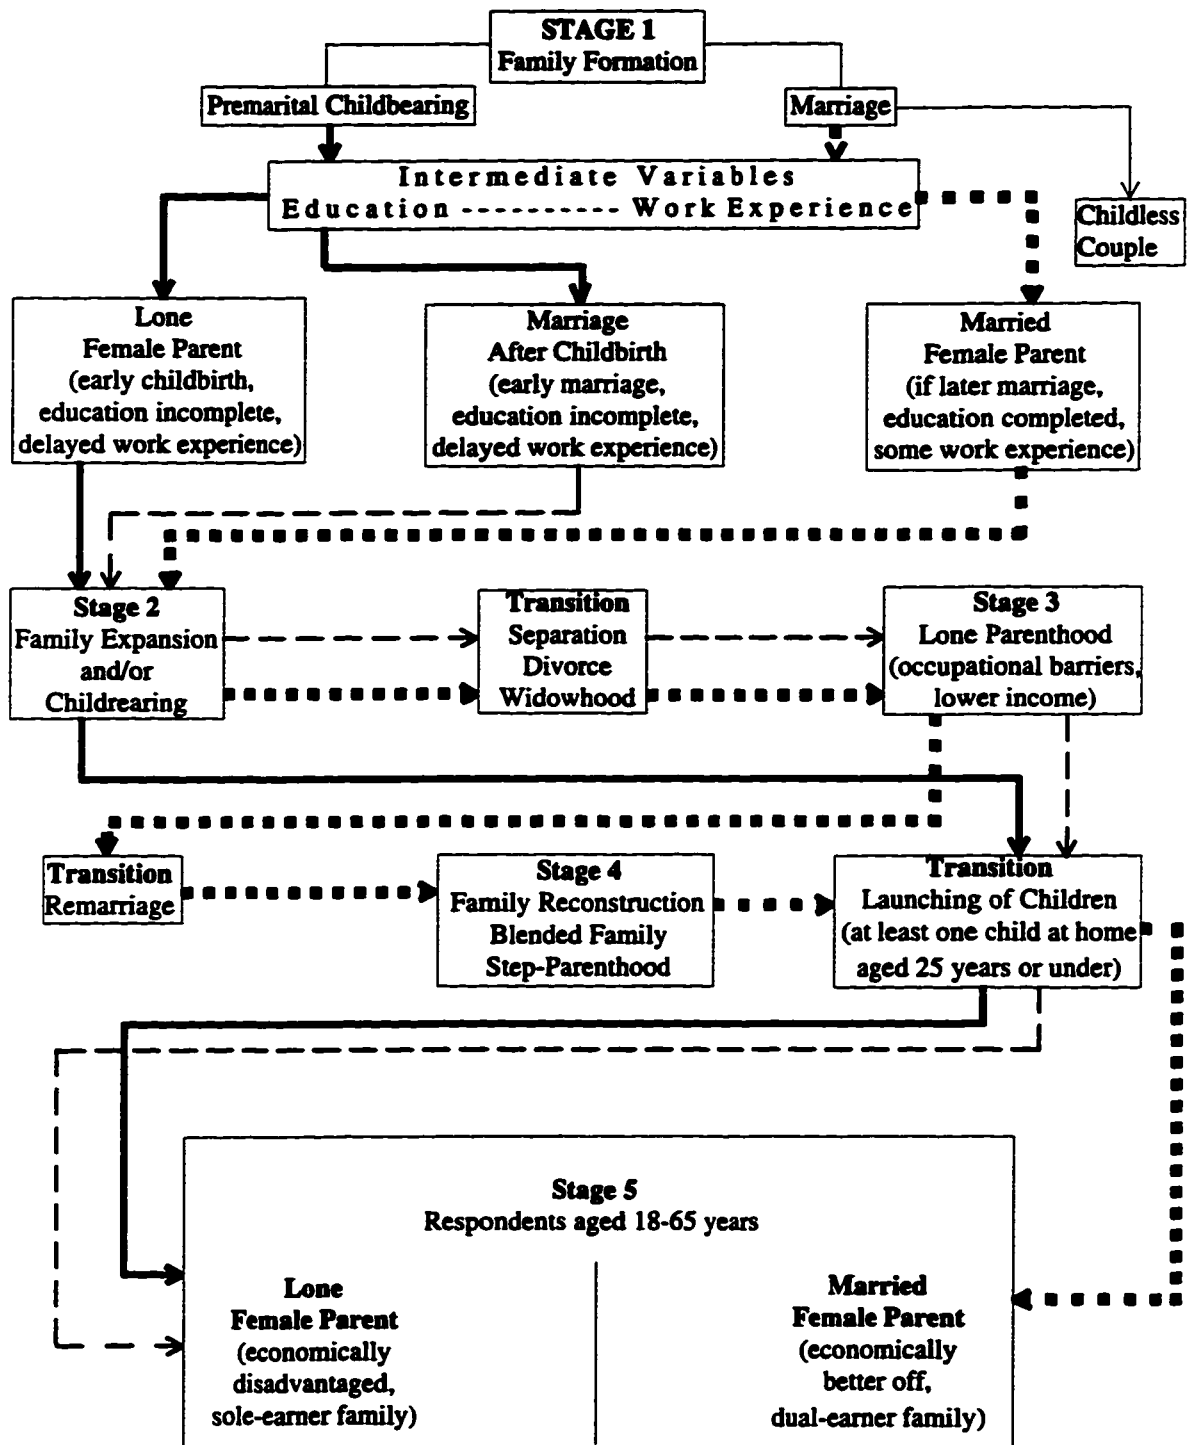 STAGE 1
Family Formation
Premarital Childbearing
Marriage
Intermediate Variables
Education ---------- Work Experience
Childless
Couple
Lone
Female Parent
(early childbirth,
education incomplete,
delayed work experience)
Marriage
After Childbirth
(early marriage,
education incomplete,
delayed work experience)
Married
Female Parent
(if later marriage,
education completed,
some work experience)
Stage 2
Family Expansion
and/or
Childrearing
Transition
Separation
Divorce
Widowhood
Stage 3
Lone Parenthood
(occupational barriers,
lower income)
Transition
Remarriage
Stage 4
Family Reconstruction
Blended Family
Step-Parenthood
Transition
Launching of Children
(at least one child at home
aged 25 years or under)
Stage 5
Respondents aged 18-65 years
Lone
Female Parent
(economically
disadvantaged,
sole-earner family)
Married
Female Parent
(economically
better off,
dual-earner family)